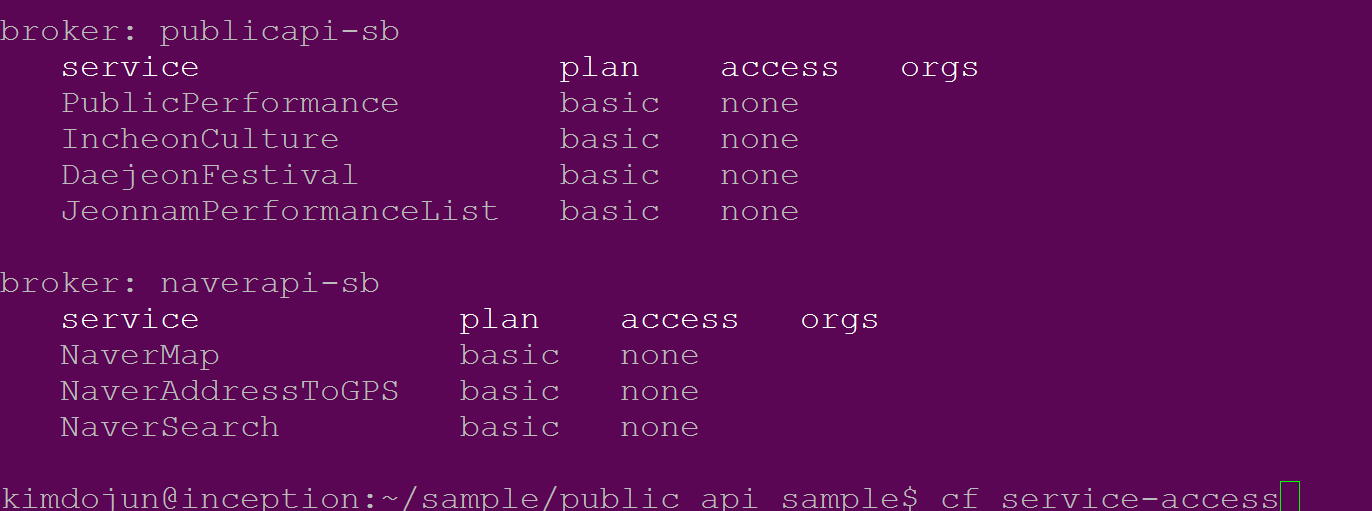 broker: publicapi-sb
service plan access orgs
PublicPerformance basic none
IncheonCulture basic none
DaejeonFestival basic none
JeonnamPerformanceList basic none
broker: naverapi-sb
service plan access orgs
NaverMap basic none
NaverAddressToGPS basic none
NaverSearch basic none
kimdojun@inception:~/sample/public_api_sample$ cf service-access